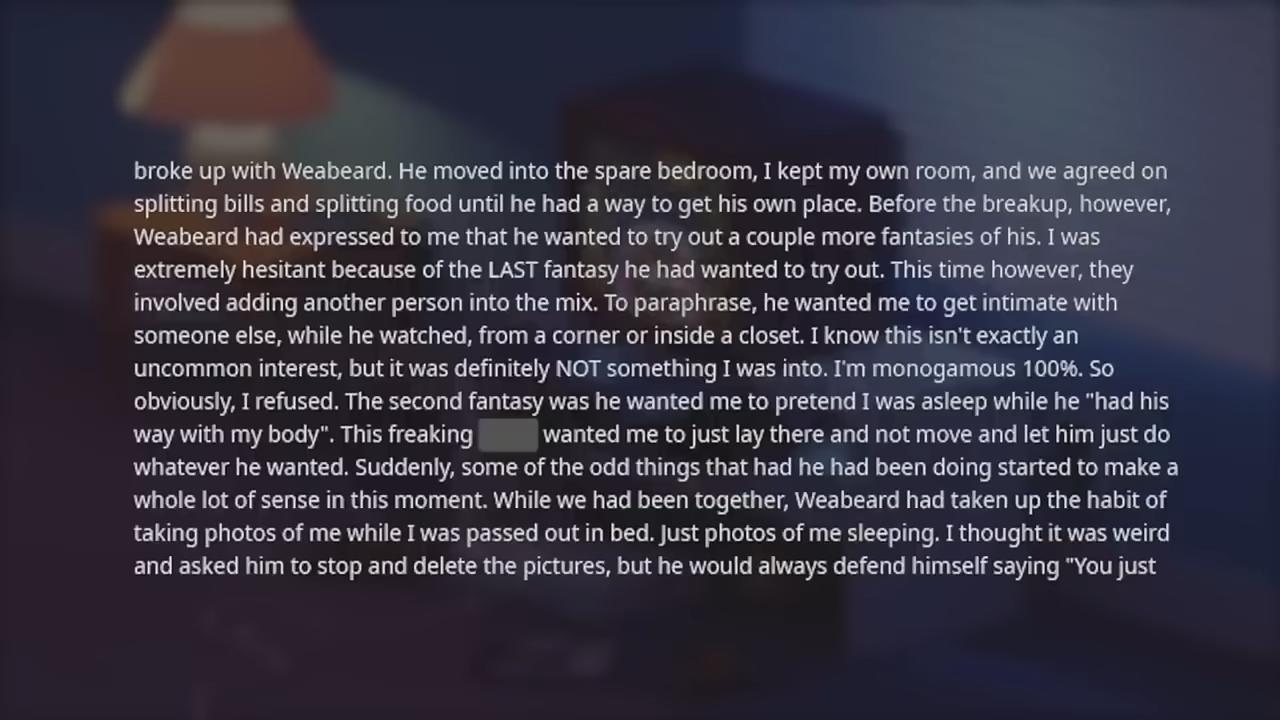 broke up with Weabeard. He moved into the spare bedroom, I kept my own room, and we agreed on
splitting bills and splitting food until he had a way to get his own place. Before the breakup, however,
Weabeard had expressed to me that he wanted to try out a couple more fantasies of his. I was
extremely hesitant because of the LAST fantasy he had wanted to try out. This time however, they
involved adding another person into the mix. To paraphrase, he wanted me to get intimate with
someone else, while he watched, from a corner or inside a closet. I know this isn't exactly an
uncommon interest, but it was definitely NOT something I was into. I'm monogamous 100%. So
obviously, I refused. The second fantasy was he wanted me to pretend I was asleep while he "had his
way with my body". This freaking wanted me to just lay there and not move and let him just do
whatever he wanted. Suddenly, some of the odd things that had he had been doing started to make a
whole lot of sense in this moment. While we had been together, Weabeard had taken up the habit of
taking photos of me while I was passed out in bed. Just photos of me sleeping. I thought it was weird
and asked him to stop and delete the pictures, but he would always defend himself saying "You just